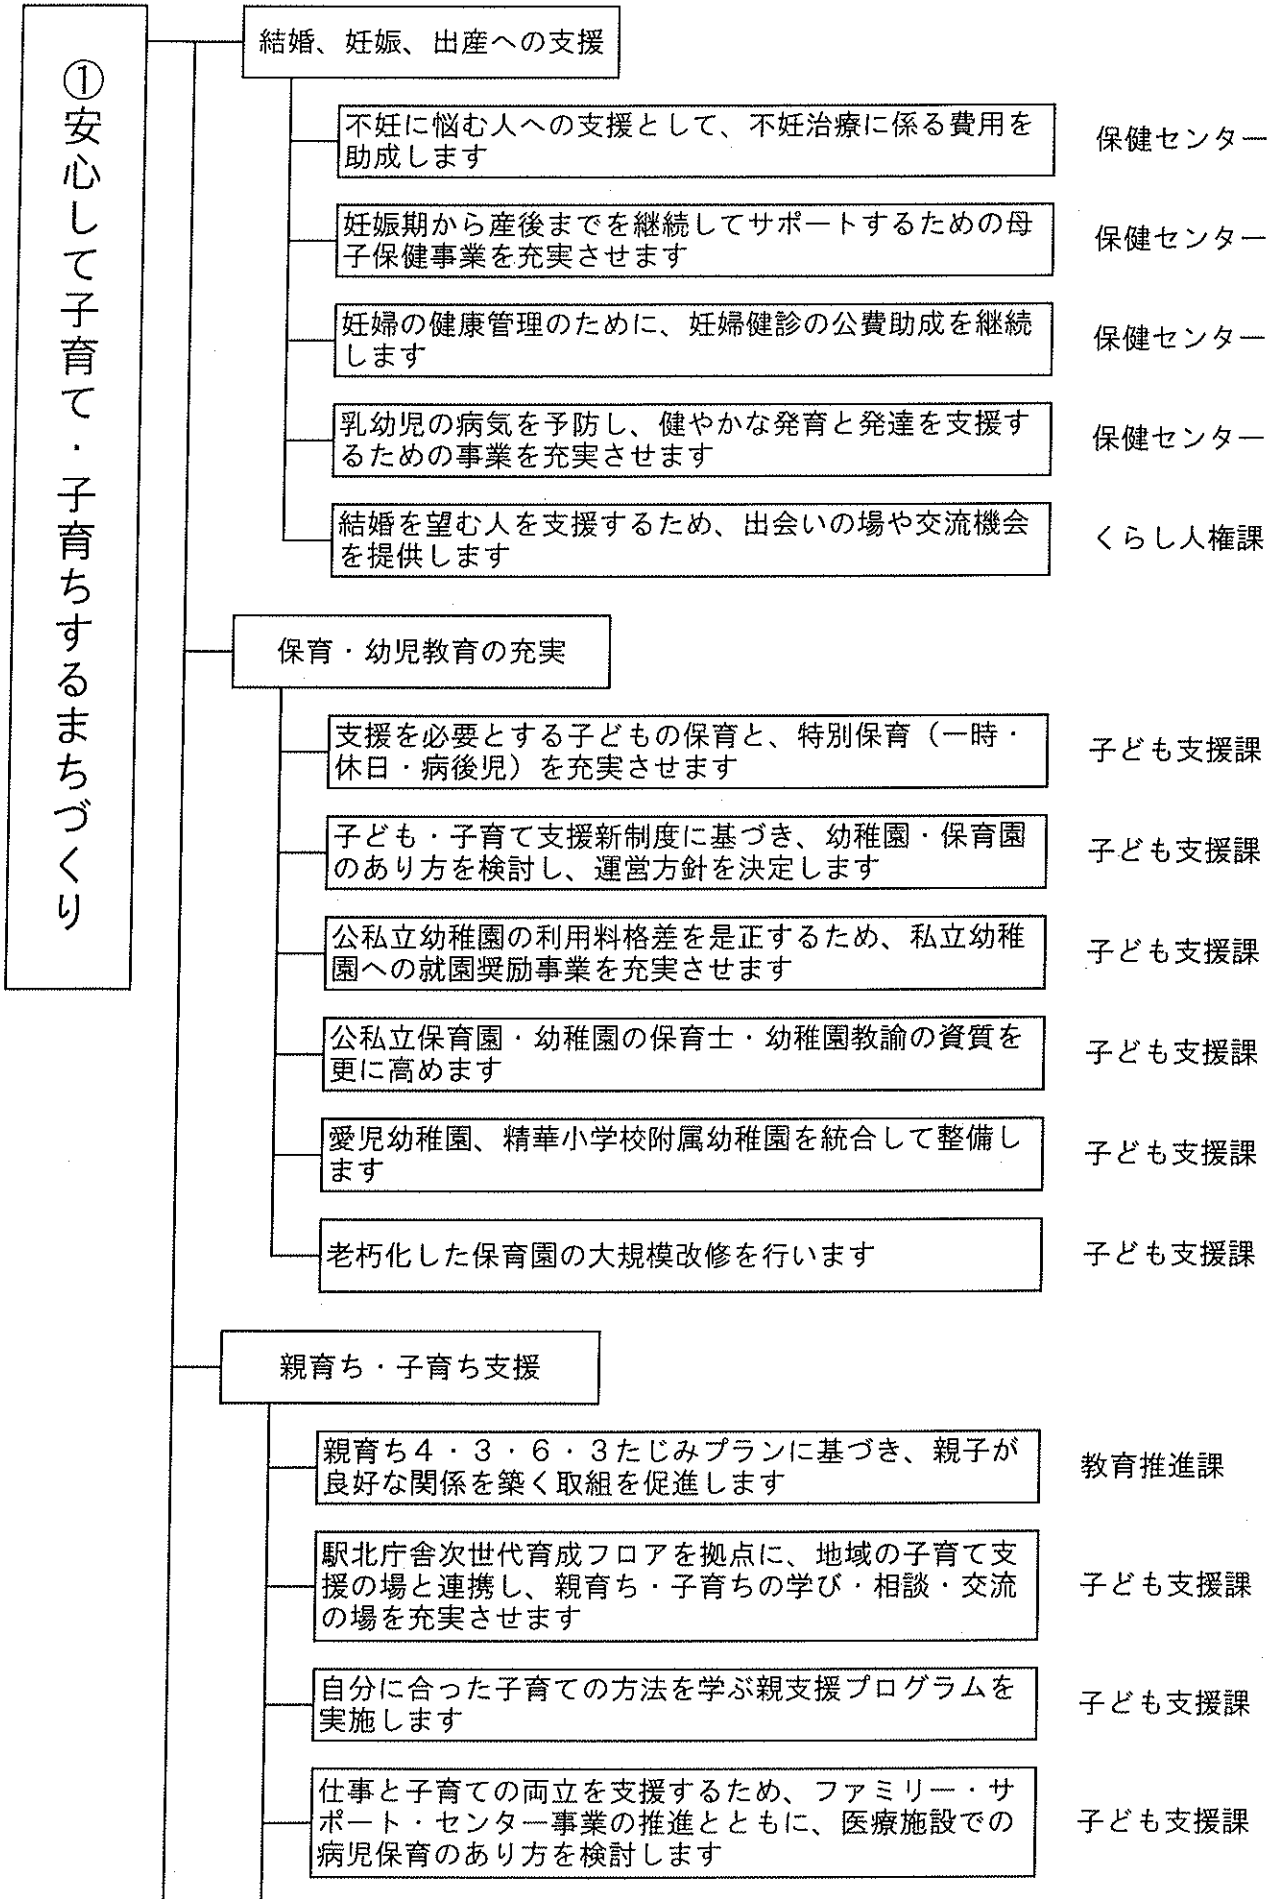 ①安心して子育て・子育ちするまちづくり
結婚、妊娠、出産への支援
不妊に悩む人への支援として、不妊治療に係る費用を
助成します
保健センター
妊娠期から産後までを継続してサポートするための母
子保健事業を充実させます
保健センター
妊婦の健康管理のために、妊婦健診の公費助成を継続
します
保健センター
乳幼児の病気を予防し、健やかな発育と発達を支援す
るための事業を充実させます
保健センター
結婚を望む人を支援するため、出会いの場や交流機会
を提供します
くらし人権課
保育・幼児教育の充実
支援を必要とする子どもの保育と、特別保育（一時・
休日・病後児）を充実させます
子ども支援課
子ども・子育て支援新制度に基づき、幼稚園・保育園
のあり方を検討し、運営方針を決定します
子ども支援課
公私立幼稚園の利用料格差を是正するため、私立幼稚
園への就園奨励事業を充実させます
子ども支援課
公私立保育園・幼稚園の保育士・幼稚園教諭の資質を
更に高めます
子ども支援課
愛児幼稚園、精華小学校附属幼稚園を統合して整備し
ます
子ども支援課
老朽化した保育園の大規模改修を行います
子ども支援課
親育ち・子育ち支援
親育ち４・３・６・３たじみプランに基づき、親子が
良好な関係を築く取組を促進します
教育推進課
駅北庁舎次世代育成フロアを拠点に、地域の子育て支
援の場と連携し、親育ち・子育ちの学び・相談・交流
の場を充実させます
子ども支援課
自分に合った子育ての方法を学ぶ親支援プログラムを
実施します
子ども支援課
仕事と子育ての両立を支援するため、ファミリー・サ
ポート・センター事業の推進とともに、医療施設での
病児保育のあり方を検討します
子ども支援課